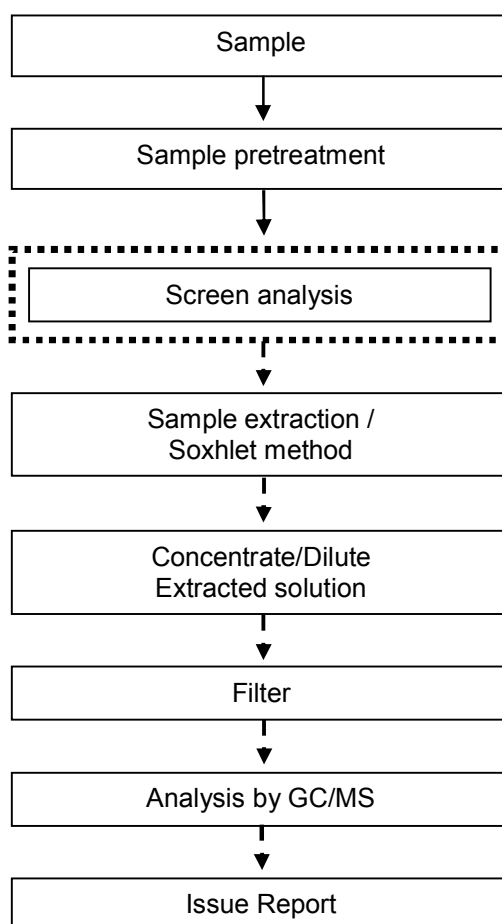 Sample
Sample pretreatment
Screen analysis
Sample extraction /
Soxhlet method
Concentrate/Dilute
Extracted solution
Filter
Analysis by GC/MS
Issue Report